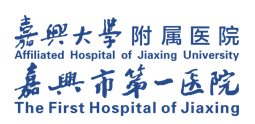 嘉興大學附属医院
Affiliated Hospital of Jiaxing University
嘉興市第一医院
The First Hospital of Jiaxing